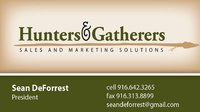 Hunters & Gatherers
SALES AND MARKETING SOLUTIONS
Sean DeForrest
President
cell 916.642.3265
fax 916.313.8899
seandeforrest@gmail.com